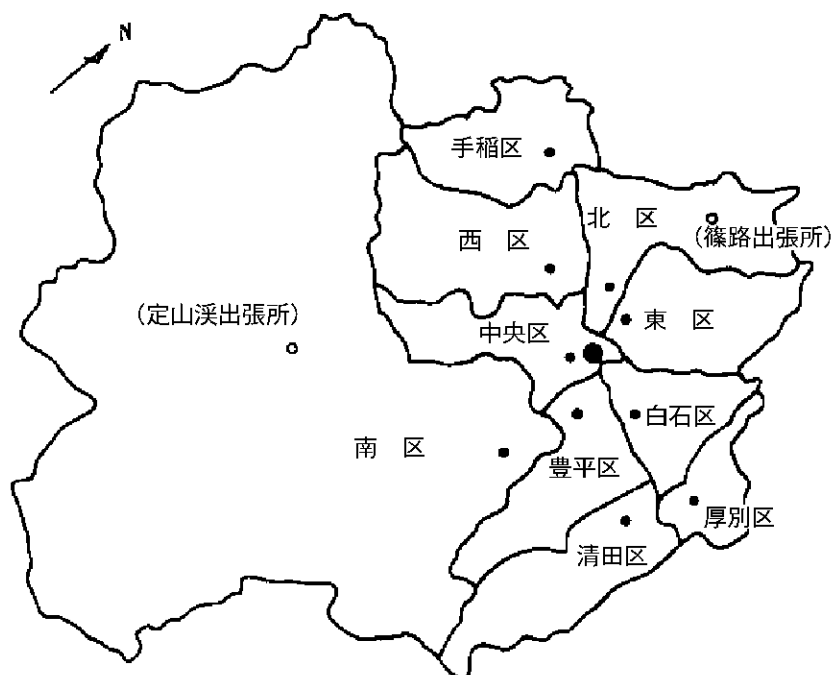 N
手稲区
北 区
西 区
(篠路出張所)
(定山渓出張所)
中央区
東 区
白石区
南 区
豊平区
厚別区
清田区